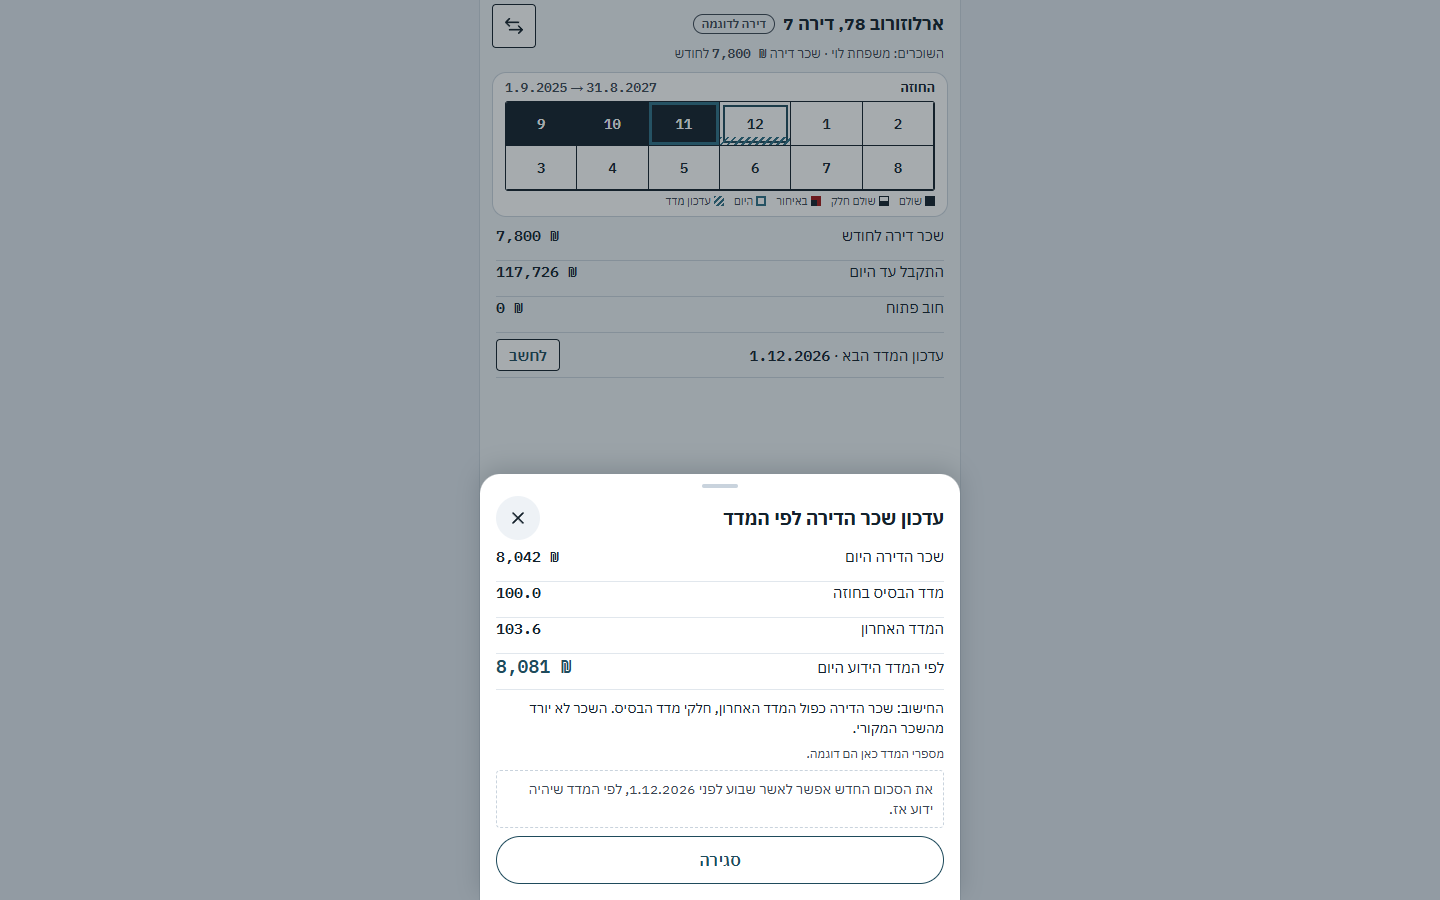 ארלוזורוב 78, דירה 7 דירה לדוגמה
השוכרים: משפחת לוי · שכר דירה ₪ 7,800 לחודש
החוזה 1.9.2025 → 31.8.2027
9 10 11 12 1 2
3 4 5 6 7 8
שולם שולם חלק באיחור היום עדכון מדד
שכר דירה לחודש ₪ 7,800
התקבל עד היום ₪ 117,726
חוב פתוח ₪ 0
עדכון המדד הבא · 1.12.2026 לחשב
עדכון שכר הדירה לפי המדד
שכר הדירה היום ₪ 8,042
מדד הבסיס בחוזה 100.0
המדד האחרון 103.6
לפי המדד הידוע היום ₪ 8,081
החישוב: שכר הדירה כפול המדד האחרון, חלקי מדד הבסיס. השכר לא יורד
מהשכר המקורי.
מספרי המדד כאן הם דוגמה.
את הסכום החדש אפשר לאשר שבוע לפני 1.12.2026, לפי המדד שיהיה
ידוע אז.
סגירה